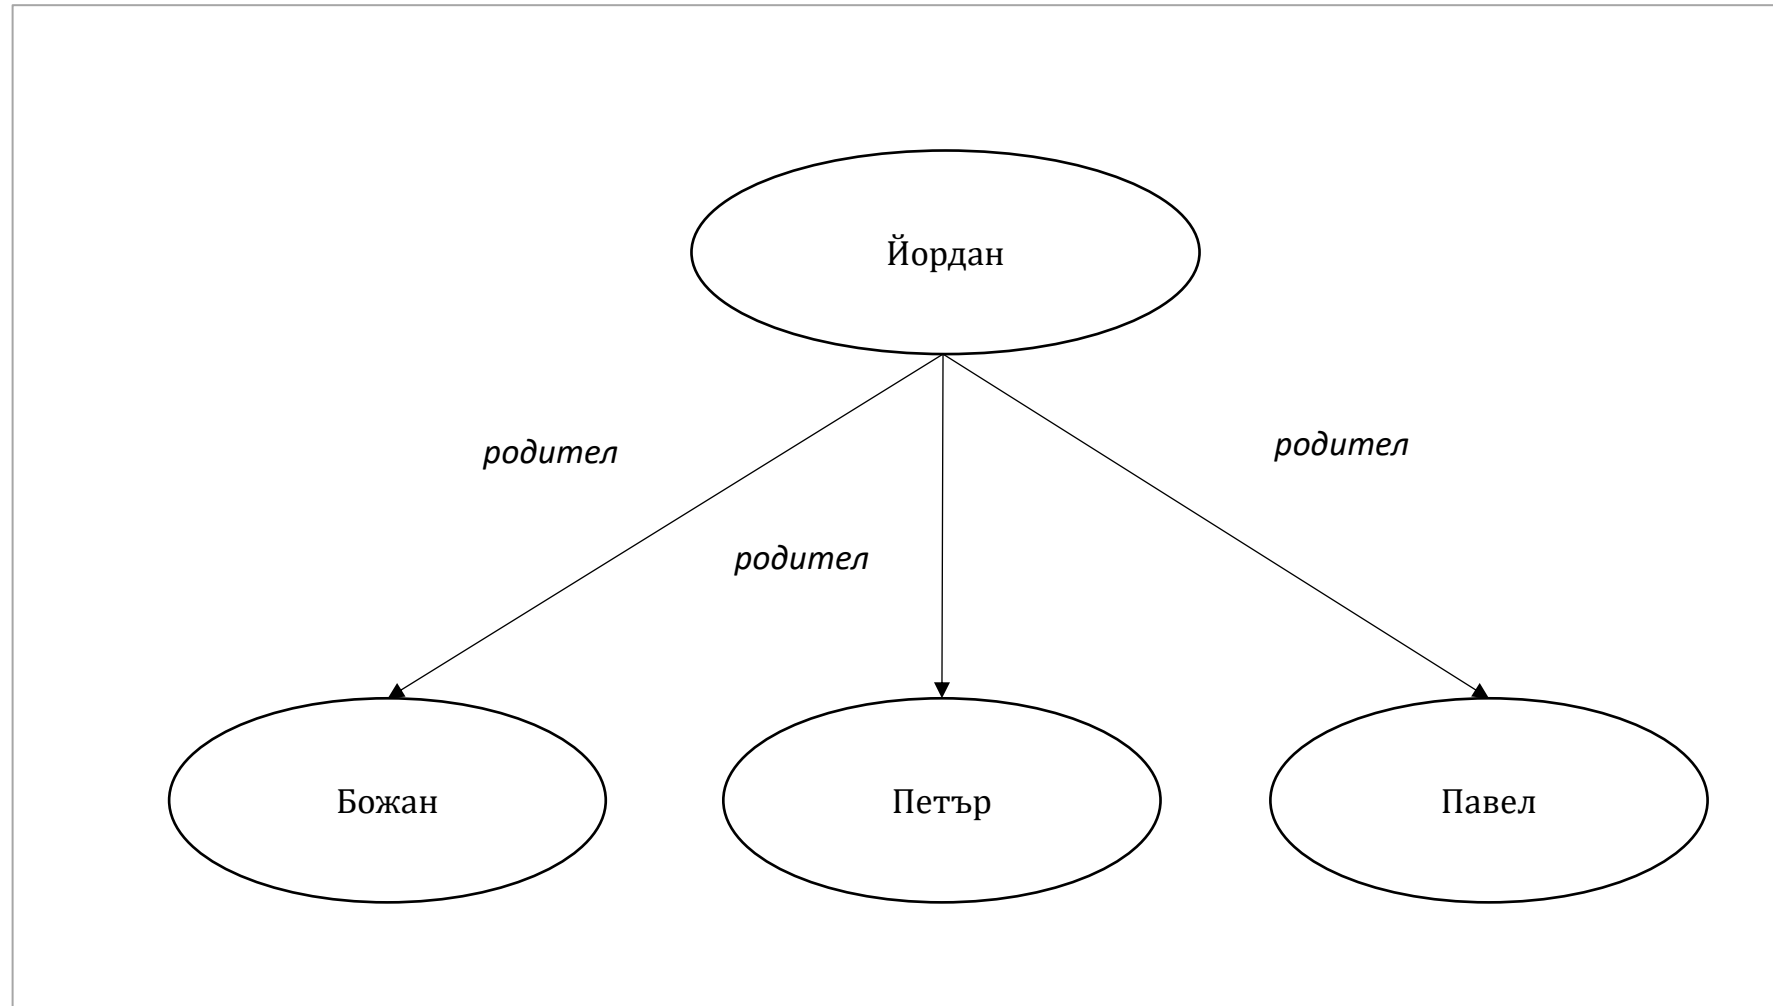 Йордан
родител
родител
родител
Божан
Петър
Павел